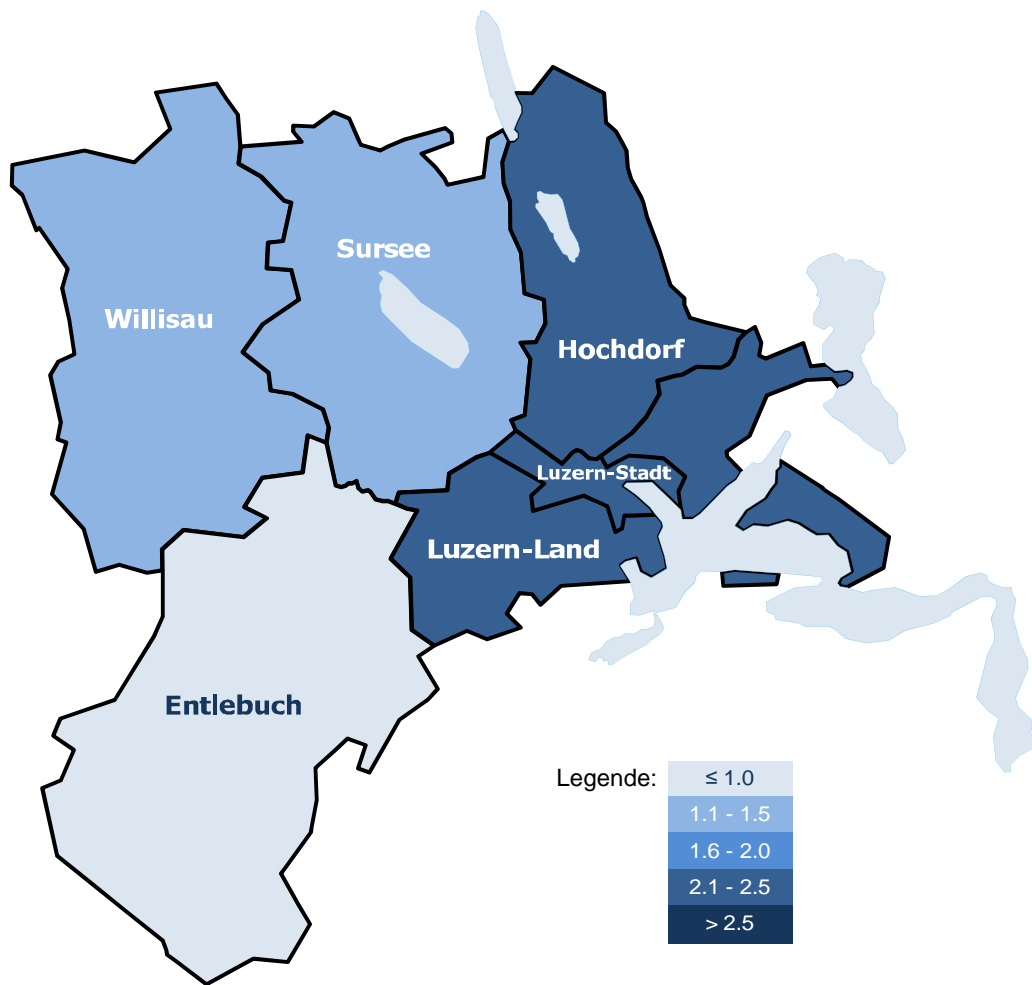 Sursee
Willisau
Hochdorf
Luzern-Stadt
Luzern-Land
Entlebuch
Legende:
≤ 1.0
1.1 - 1.5
1.6 - 2.0
2.1 - 2.5
> 2.5